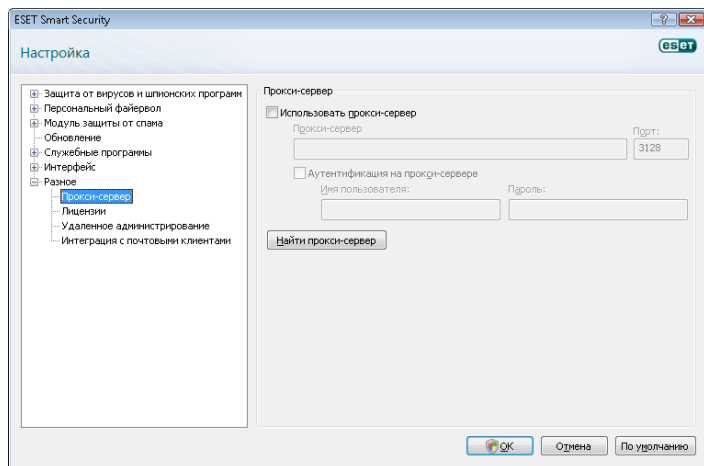 ESET Smart Security
Настройка
eset
Защита от вирусов и шпионских программ
Персональный файервол
Модуль защиты от спама
Обновление
Служебные программы
Интерфейс
Разное
Прокси-сервер
Лицензии
Удаленное администрирование
Интеграция с почтовыми клиентами
Прокси-сервер
Использовать прокси-сервер
Прокси-сервер
Порт:
3128
Аутентификация на прокси-сервере
Имя пользователя:
Пароль:
Найти прокси-сервер
OK
Отмена
По умолчанию